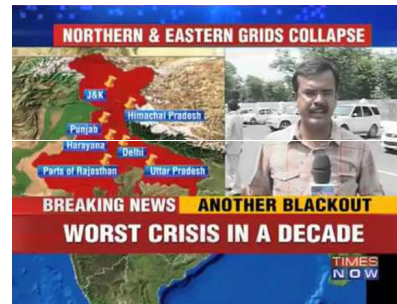 NORTHERN & EASTERN GRIDS COLLAPSE
J&K
Himachal Pradesh
Punjab
Harayana
Delhi
Parts of Rajasthan
Uttar Pradesh
BREAKING NEWS
ANOTHER BLACKOUT
WORST CRISIS IN A DECADE
TIMES
NOW